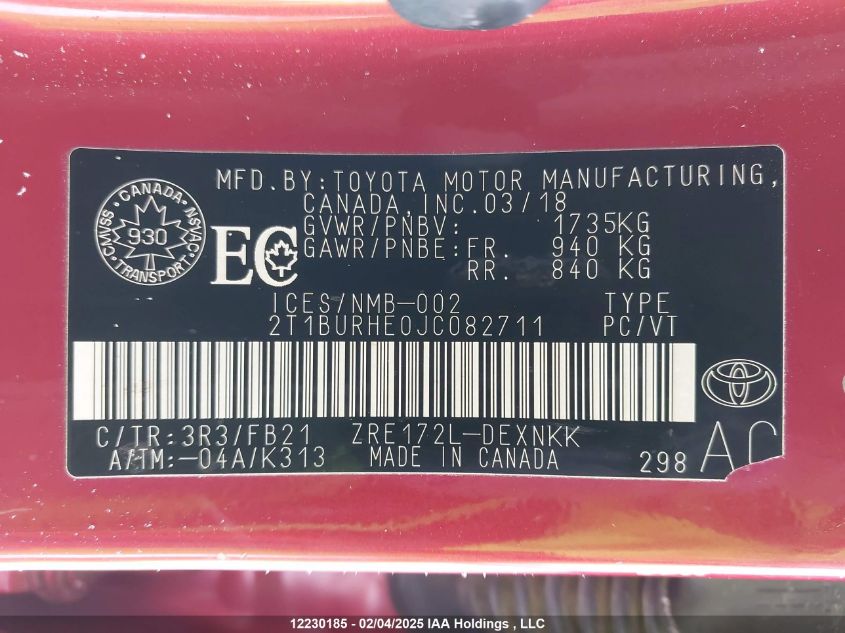 MFD.BY:TOYOTA MOTOR MANUFACTURING,
CANADA,INC.03/18
GVWR/PNBV: 1735KG
GAWR/PNBE:FR. 940 KG
RR. 840 KG
CANADA
CMVSS 930 NSVAC
TRANSPORT
EC
ICES/NMB-002 TYPE
2T1BURHE0JC082711 PC/VT
C/TR:3R3/FB21 ZRE172L-DEXNKK
A/TM:-04A/K313 MADE IN CANADA 298 AC
12230185 - 02/04/2025 IAA Holdings , LLC